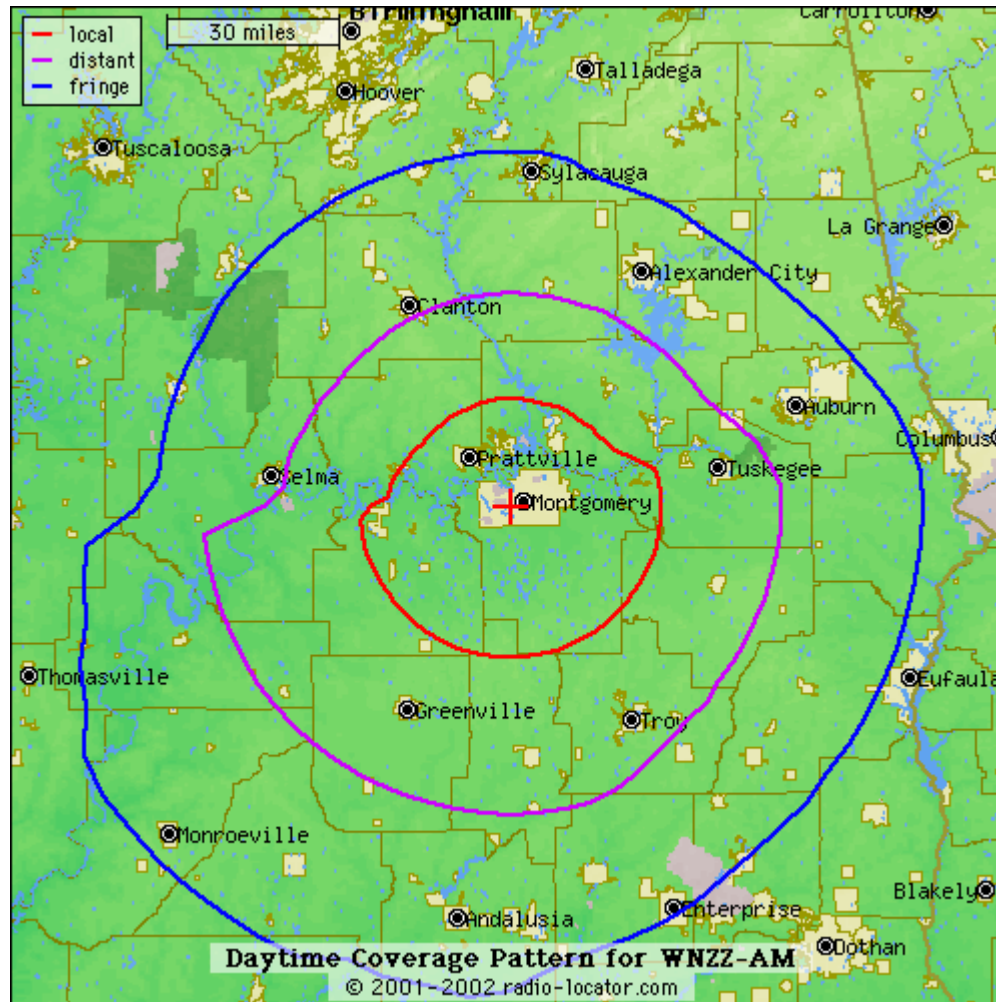 Birmingham
Carrollton
local
30 miles
distant
fringe
Talladega
Hoover
Tuscaloosa
Sylacauga
La Grange
Alexander City
Clanton
Auburn
Columbus
Prattville
Tuskegee
Selma
Montgomery
Thomasville
Eufaula
Greenville
Troy
Monroeville
Blakely
Enterprise
Andalusia
Dothan
Daytime Coverage Pattern for WNZZ-AM
© 2001-2002 radio-locator.com